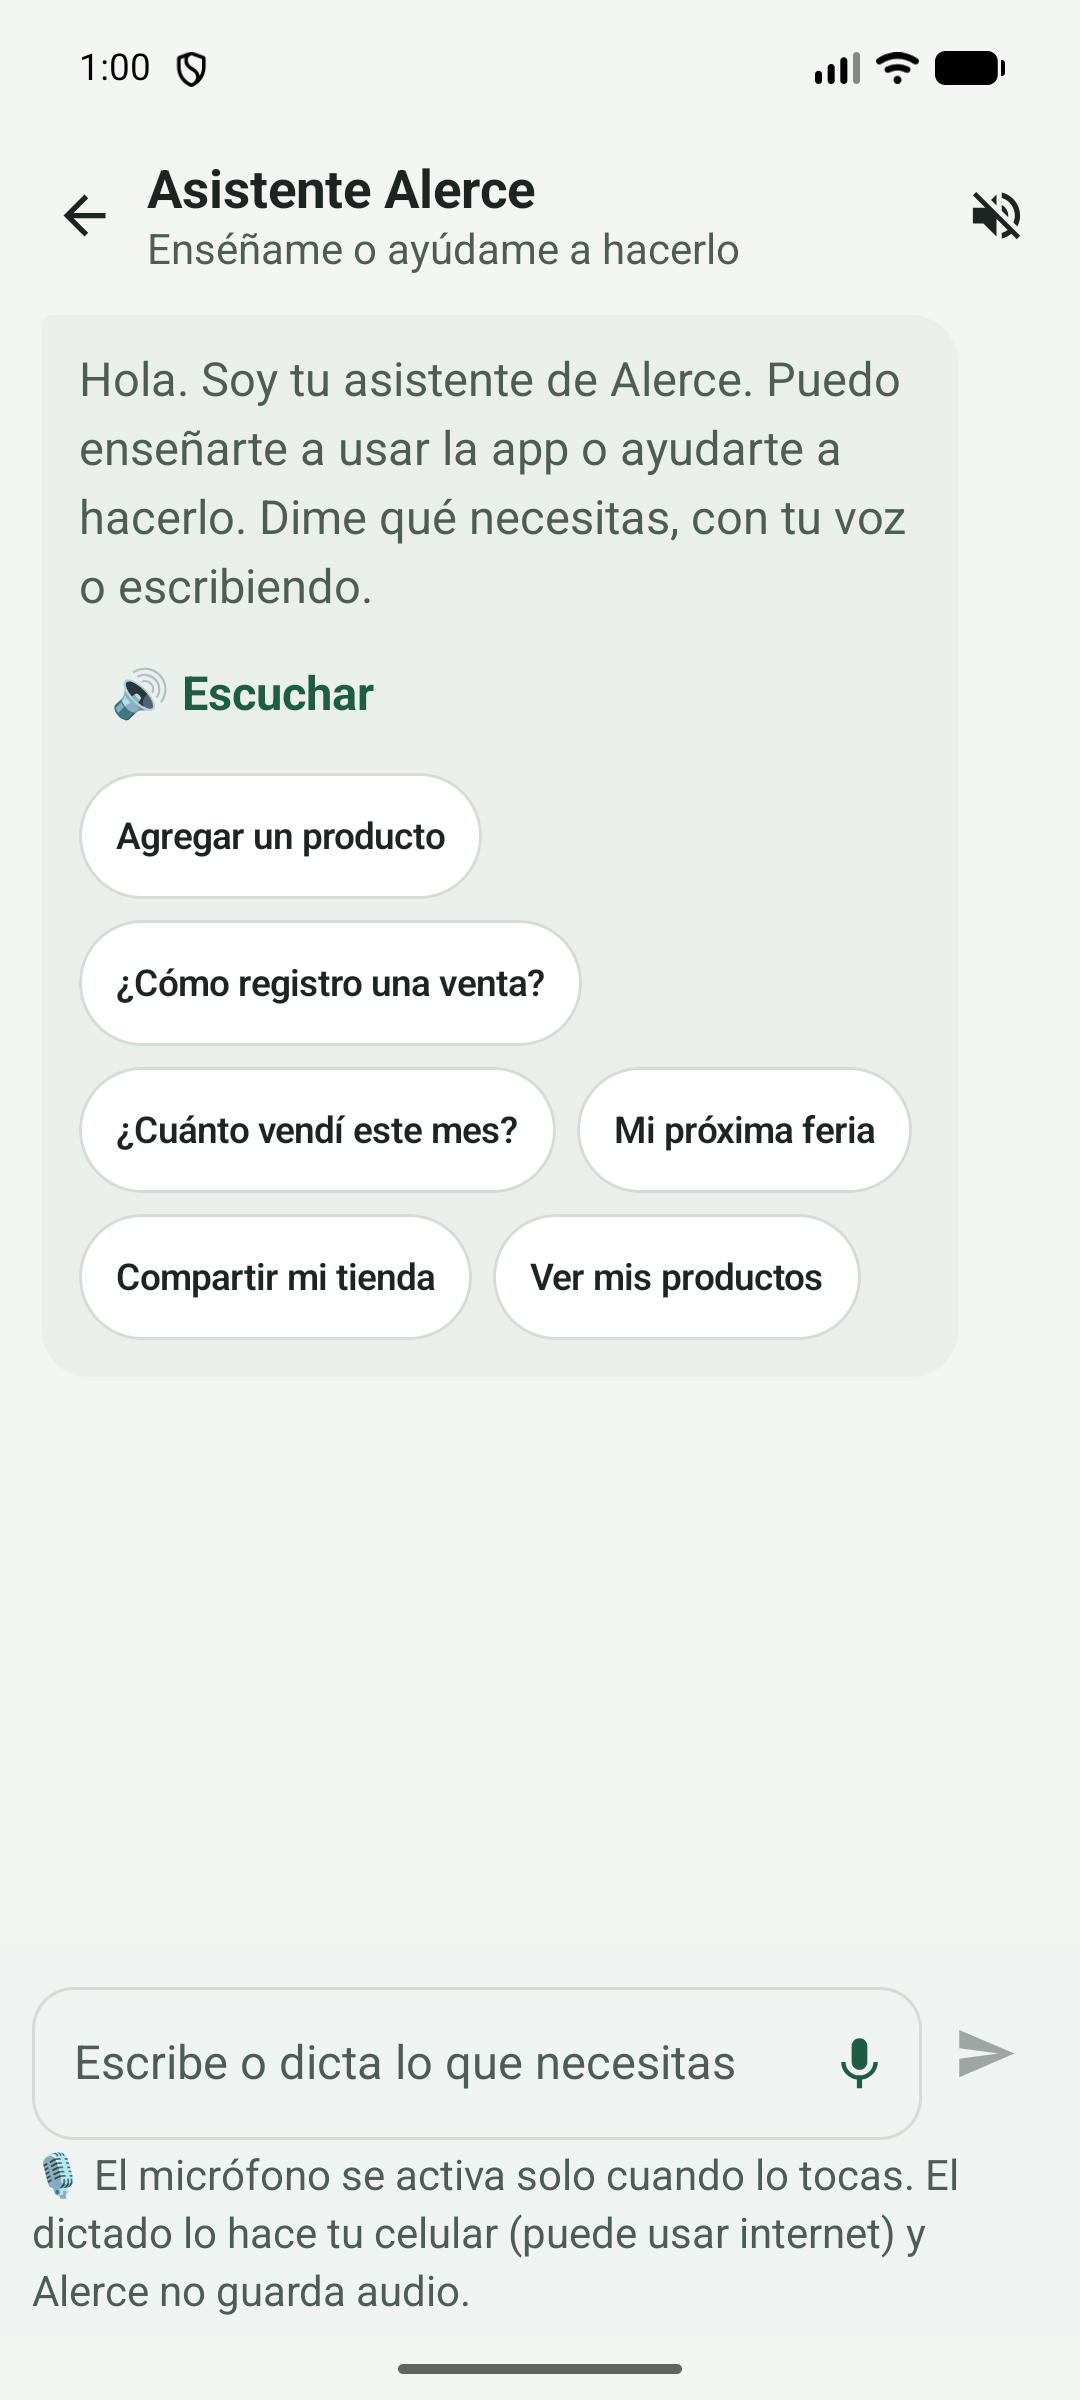 1:00
Asistente Alerce
Enséñame o ayúdame a hacerlo
Hola. Soy tu asistente de Alerce. Puedo
enseñarte a usar la app o ayudarte a
hacerlo. Dime qué necesitas, con tu voz
o escribiendo.
🔊 Escuchar
Agregar un producto
¿Cómo registro una venta?
¿Cuánto vendí este mes?
Mi próxima feria
Compartir mi tienda
Ver mis productos
Escribe o dicta lo que necesitas
🎙️ El micrófono se activa solo cuando lo tocas. El
dictado lo hace tu celular (puede usar internet) y
Alerce no guarda audio.